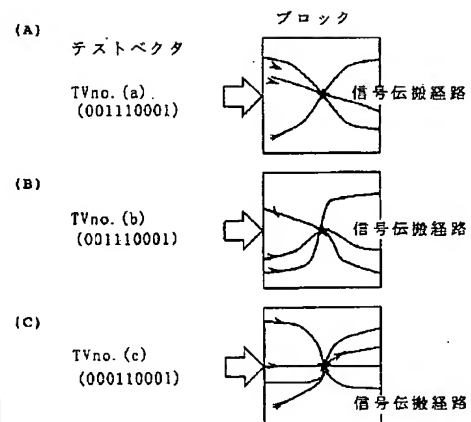 (A)
ブロック
テストベクタ
TVno. (a).
(001110001)
信号伝搬経路
(B)
TVno. (b)
(001110001)
信号伝搬経路
(C)
TVno. (c)
(000110001)
信号伝搬経路